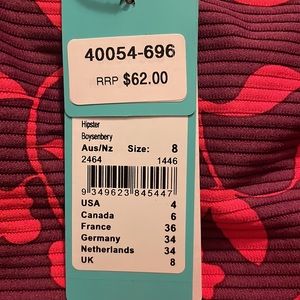 40054-696
RRP $62.00
Hipster
Boysenbery
Aus/Nz Size: 8
2464 1446
9 349623 845447
USA 4
Canada 6
France 36
Germany 34
Netherlands 34
UK 8